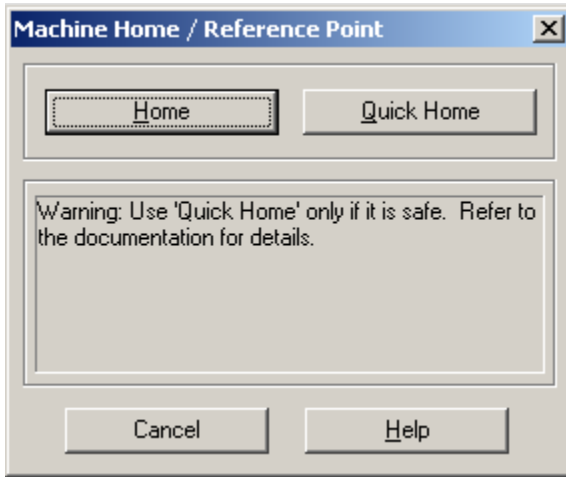 Machine Home / Reference Point
Home
Quick Home
Warning: Use 'Quick Home' only if it is safe.  Refer to
the documentation for details.
Cancel
Help